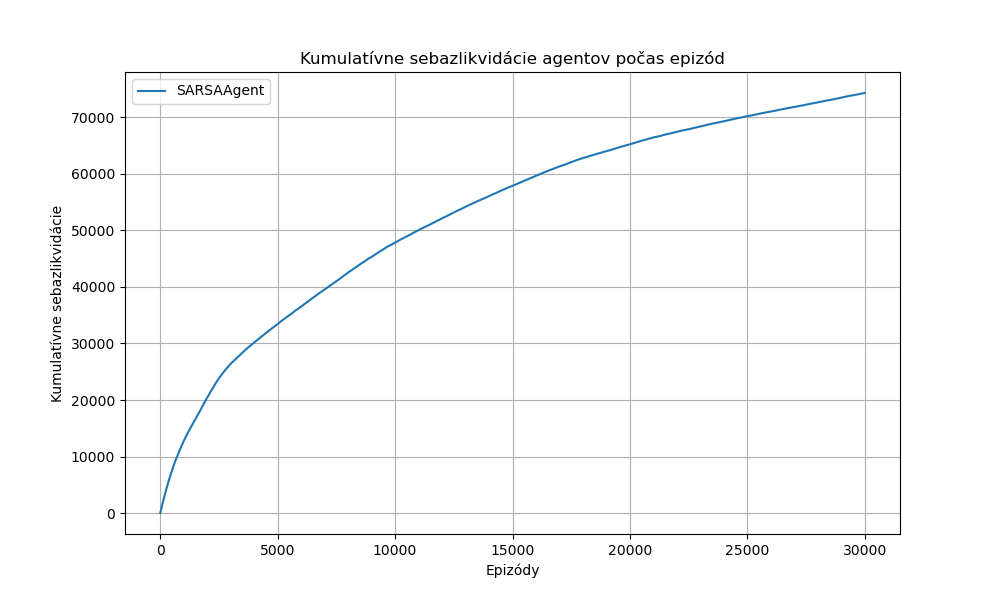 Kumulatívne sebazlikvidácie agentov počas epizód
SARSAAgent
Kumulatívne sebazlikvidácie
70000
60000
50000
40000
30000
20000
10000
0
0 5000 10000 15000 20000 25000 30000
Epizódy